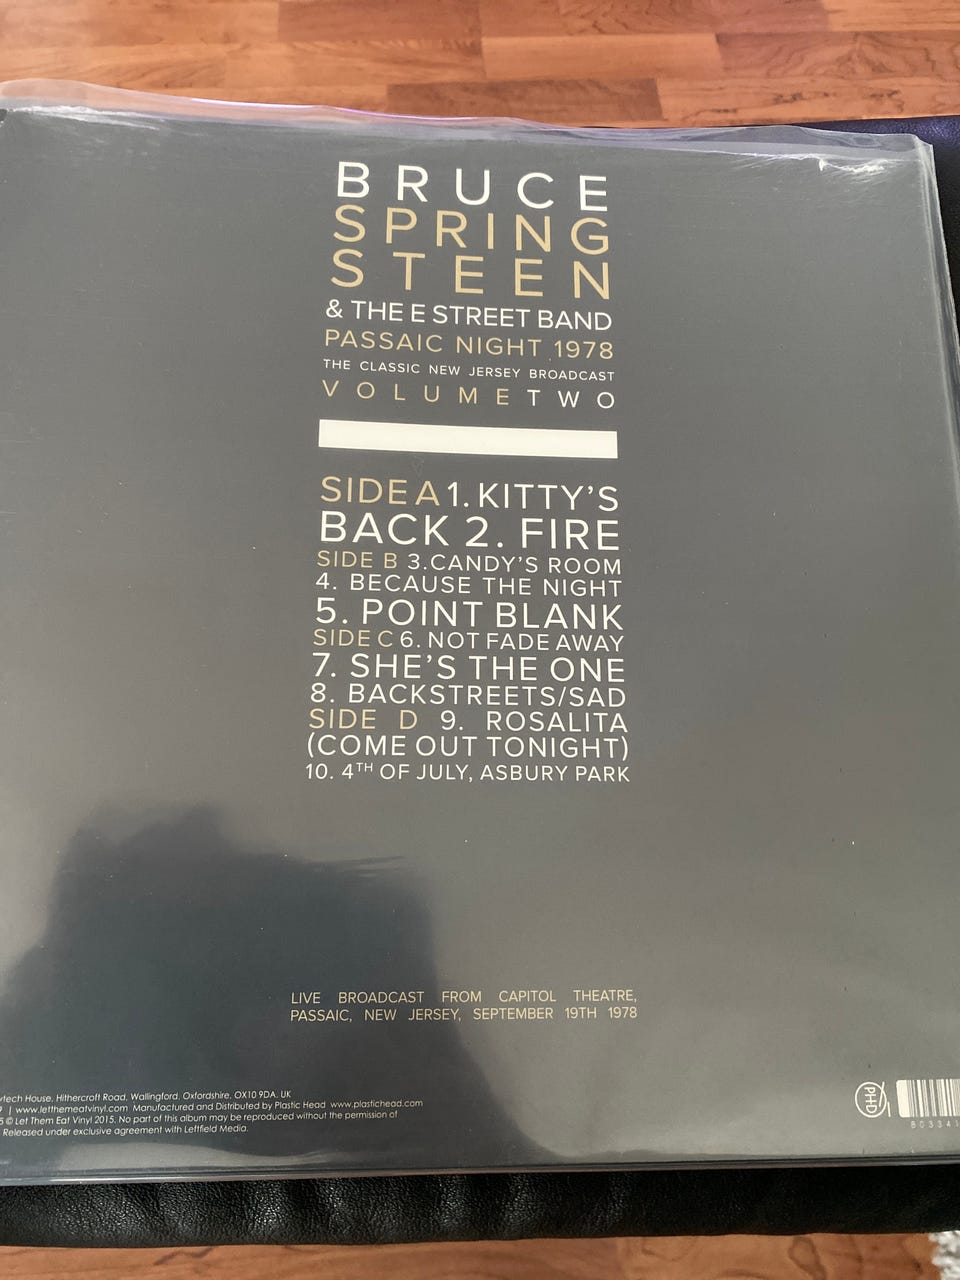 BRUCE
SPRING
STEEN
& THE E STREET BAND
PASSAIC NIGHT 1978
THE CLASSIC NEW JERSEY BROADCAST
VOLUME TWO
SIDE A 1. KITTY'S
BACK 2. FIRE
SIDE B 3.CANDY'S ROOM
4. BECAUSE THE NIGHT
5. POINT BLANK
SIDE C 6. NOT FADE AWAY
7. SHE'S THE ONE
8. BACKSTREETS/SAD
SIDE D 9. ROSALITA
(COME OUT TONIGHT)
10. 4TH OF JULY, ASBURY PARK
LIVE BROADCAST FROM CAPITOL THEATRE,
PASSAIC, NEW JERSEY, SEPTEMBER 19TH 1978
House, Hithercroft Road, Wallingford, Oxfordshire, OX10 9DA, UK
| www.letthemeatvinyl.com Manufactured and Distributed by Plastic Head www.plastichead.com
© Let Them Eat Vinyl 2015. No part of this album may be reproduced without the permission of
Released under exclusive agreement with Leftfield Media.
PHD